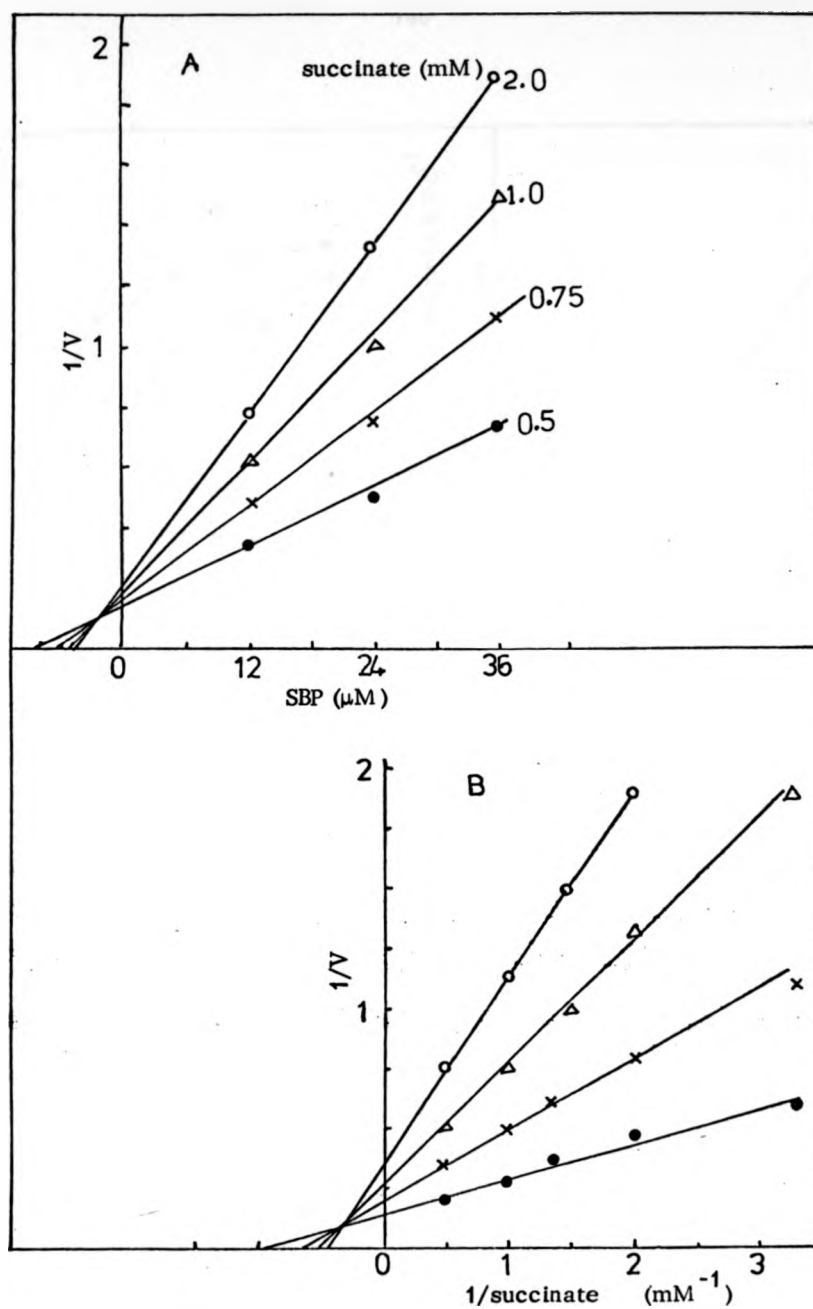 A
succinate (mM)
2
2.0
1.0
0.75
0.5
1
1/V
0 12 24 36
SBP (μM)
B
2
1
1/V
0 1 2 3
1/succinate (mM⁻¹)